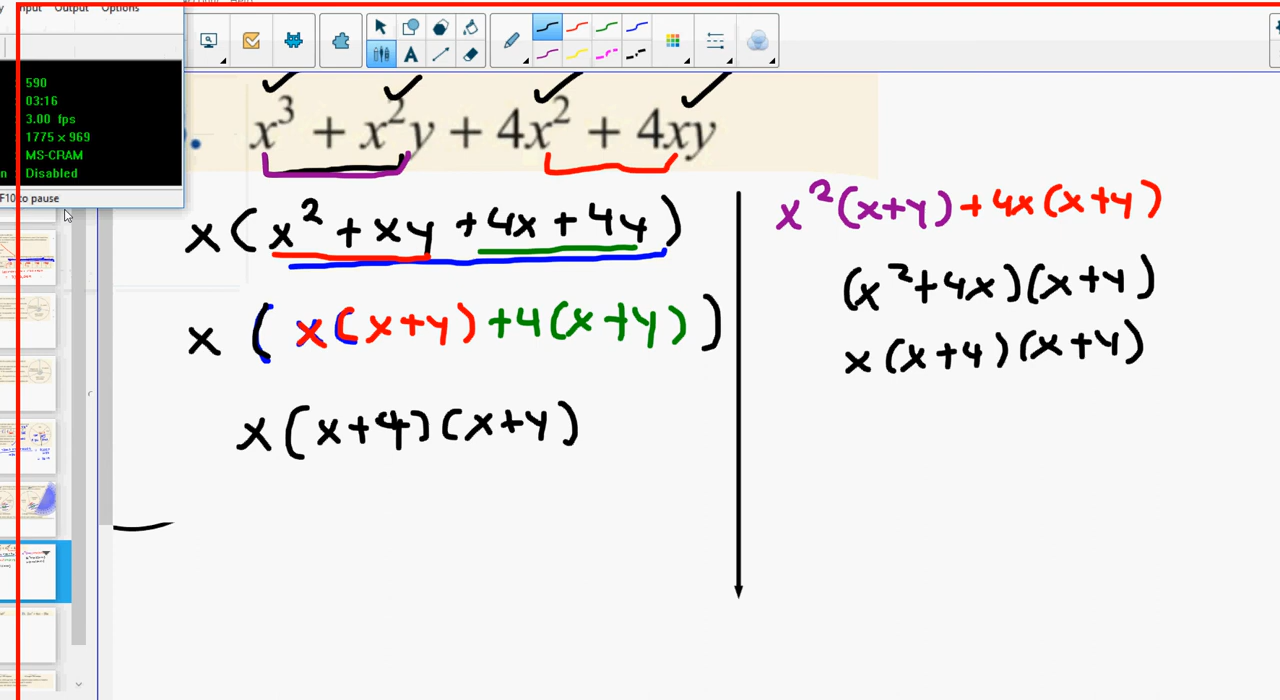 Input Options
590
03:16
3.00 fps
1775 × 969
MS-CRAM
Disabled
F10 to pause
A
x³ + x²y + 4x² + 4xy
x(x² + xy + 4x + 4y)
x(x(x+y) + 4(x+y))
x(x+4)(x+y)
x²(x+y) + 4x(x+y)
(x²+4x)(x+y)
x(x+4)(x+y)